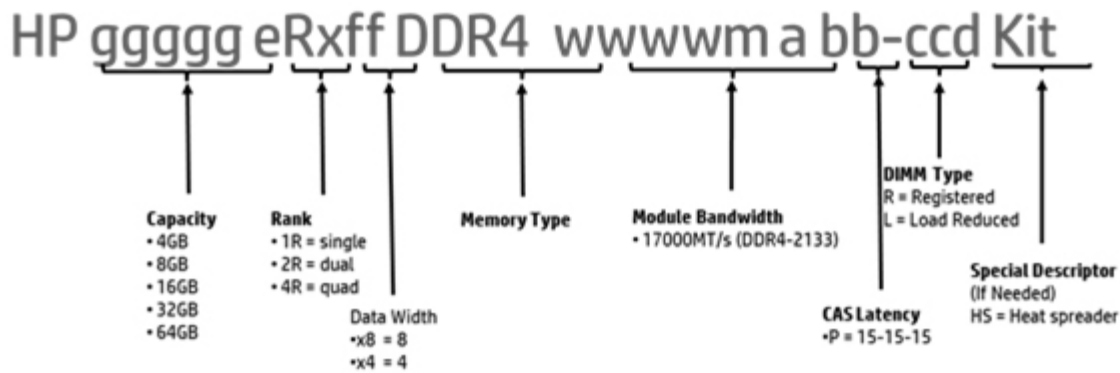 HP ggggg eRxff DDR4 wwwwm a bb-ccd Kit
Capacity
• 4GB
• 8GB
• 16GB
• 32GB
• 64GB
Rank
• 1R = single
• 2R = dual
• 4R = quad
Data Width
•x8 = 8
•x4 = 4
Memory Type
Module Bandwidth
• 17000MT/s (DDR4-2133)
CAS Latency
•P = 15-15-15
DIMM Type
R = Registered
L = Load Reduced
Special Descriptor
(If Needed)
HS = Heat spreader